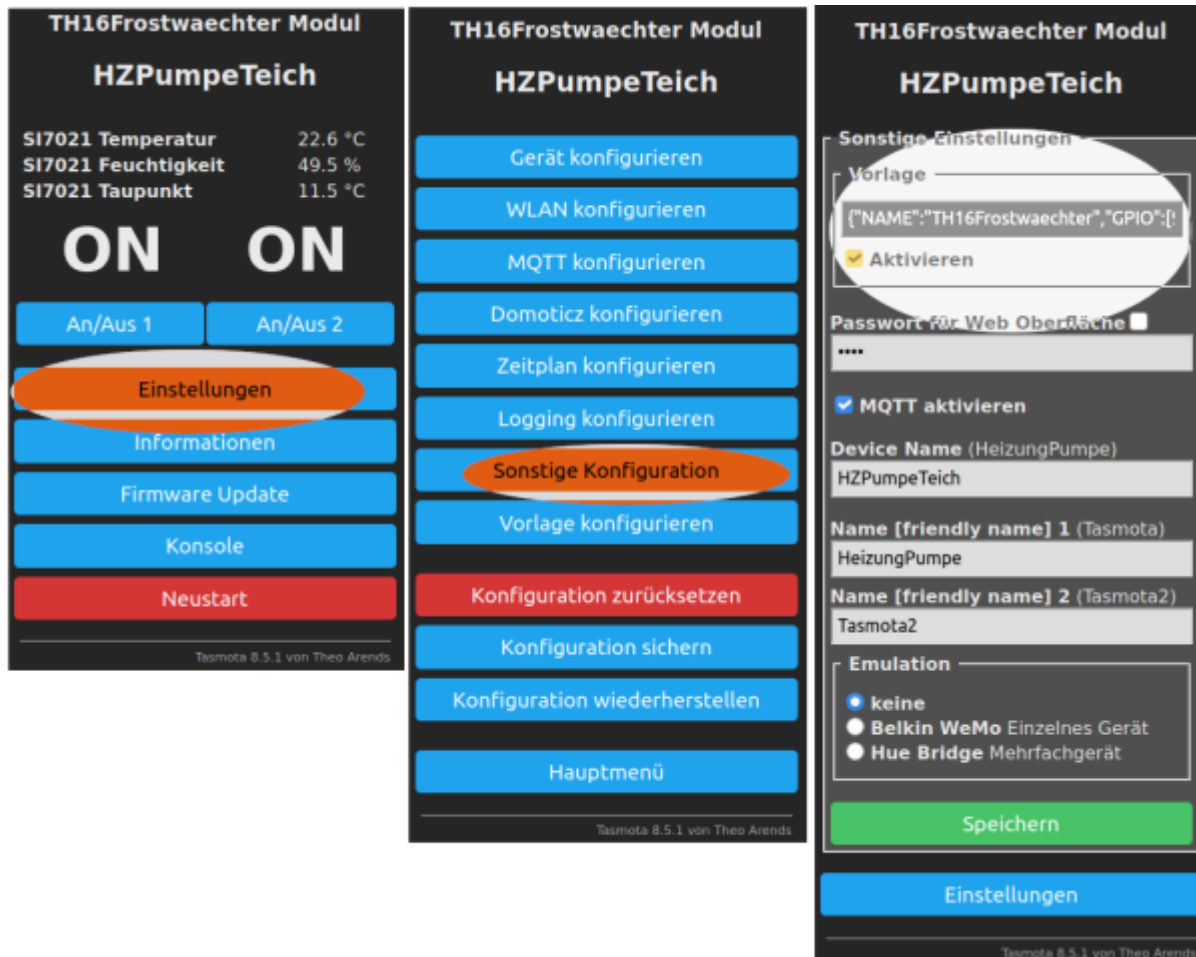 TH16Frostwaechter Modul
HZPumpeTeich
SI7021 Temperatur 22.6 °C
SI7021 Feuchtigkeit 49.5 %
SI7021 Taupunkt 11.5 °C
ON ON
An/Aus 1 An/Aus 2
Einstellungen
Informationen
Firmware Update
Konsole
Neustart
Tasmota 8.5.1 von Theo Arends
TH16Frostwaechter Modul
HZPumpeTeich
Gerät konfigurieren
WLAN konfigurieren
MQTT konfigurieren
Domoticz konfigurieren
Zeitplan konfigurieren
Logging konfigurieren
Sonstige Konfiguration
Vorlage konfigurieren
Konfiguration zurücksetzen
Konfiguration sichern
Konfiguration wiederherstellen
Hauptmenü
Tasmota 8.5.1 von Theo Arends
TH16Frostwaechter Modul
HZPumpeTeich
Sonstige Einstellungen
Vorlage
{"NAME":"TH16Frostwaechter","GPIO":[
Aktivieren
Passwort für Web Oberfläche
••••
MQTT aktivieren
Device Name (HeizungPumpe)
HZPumpeTeich
Name [friendly name] 1 (Tasmota)
HeizungPumpe
Name [friendly name] 2 (Tasmota2)
Tasmota2
Emulation
keine
Belkin WeMo Einzelnes Gerät
Hue Bridge Mehrfachgerät
Speichern
Einstellungen
Tasmota 8.5.1 von Theo Arends